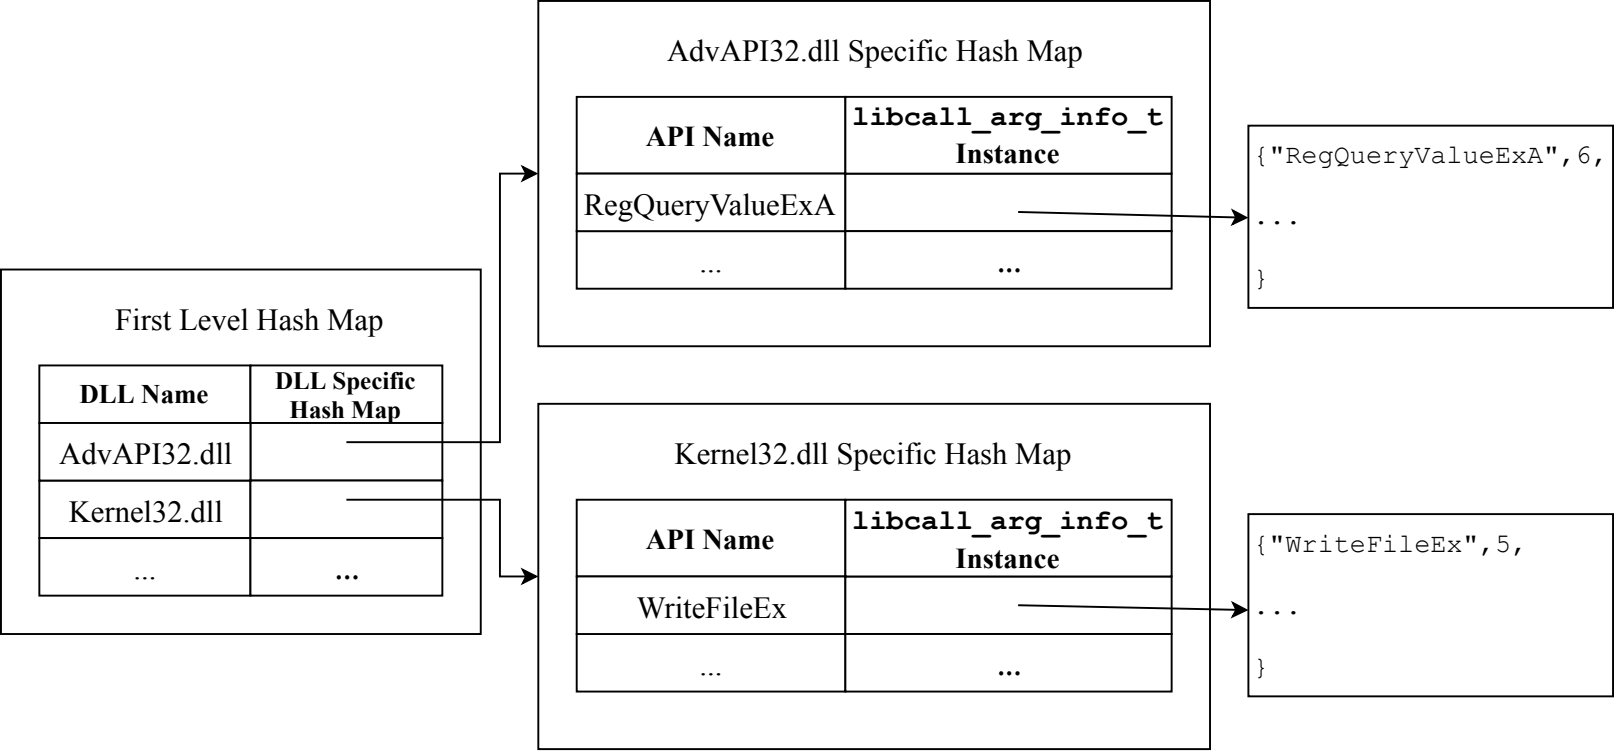 First Level Hash Map
DLL Name
DLL Specific
Hash Map
AdvAPI32.dll
Kernel32.dll
...
...
AdvAPI32.dll Specific Hash Map
API Name
libcall_arg_info_t
Instance
RegQueryValueExA
...
...
{"RegQueryValueExA",6,
...
}
Kernel32.dll Specific Hash Map
API Name
libcall_arg_info_t
Instance
WriteFileEx
...
...
{"WriteFileEx",5,
...
}